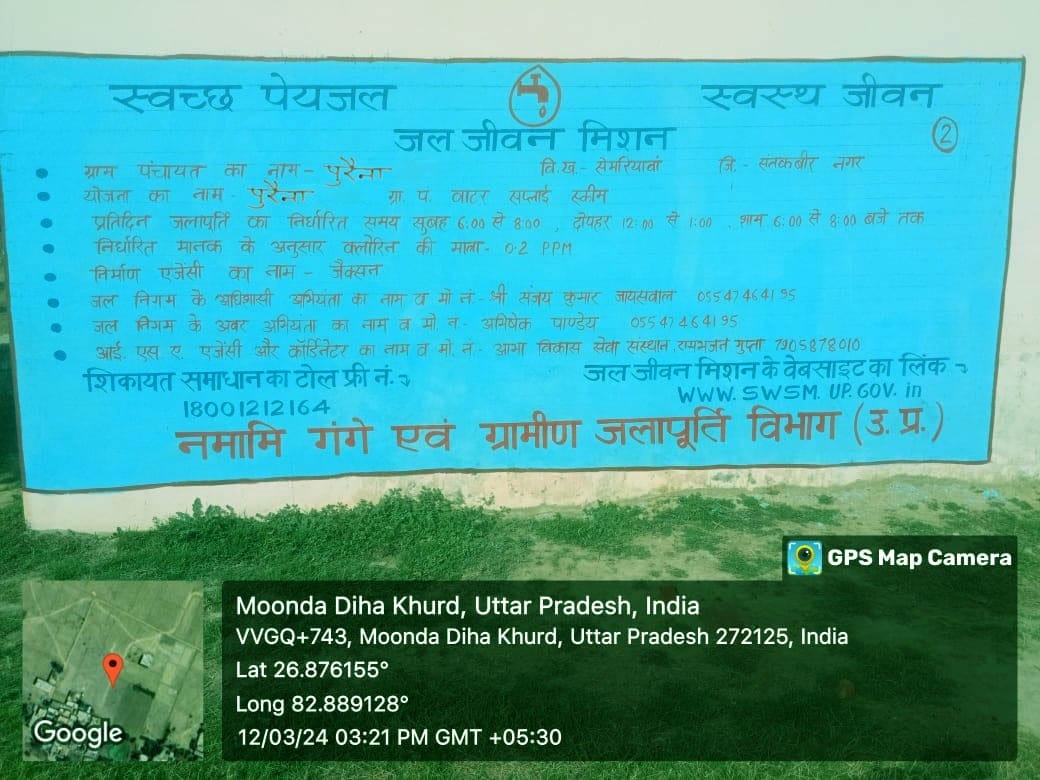 स्वच्छ पेयजल
स्वस्थ जीवन
जल जीवन मिशन
2
ग्राम पंचायत का नाम- पुरैना वि.ख.- सेमरियावां जि.- संतकबीर नगर
योजना का नाम- पुरैना ग्रा. पं. वाटर सप्लाई स्कीम
प्रतिदिन जलापूर्ति का निर्धारित समय सुबह 6.00 से 8:00 , दोपहर 12:00 से 1:00 , शाम 6:00 से 8:00 बजे तक
निर्धारित मानक के अनुसार क्लोरिन की मात्रा- 0.2 PPM
निर्माण एजेंसी का नाम - जैक्सन
जल निगम के अधिशासी अभियंता का नाम व मो. नं.- श्री संजय कुमार जायसवाल 05547464195
जल निगम के अवर अभियंता का नाम व मो. न.- अभिषेक पाण्डेय 05547464195
आई. एस. ए. एजेंसी और कॉर्डिनेटर का नाम व मो. नं.- आभा विकास सेवा संस्थान, रामभजन गुप्ता 7905878010
शिकायत समाधान का टोल फ्री नं.
18001212164
जल जीवन मिशन के वेबसाइट का लिंक
WWW.SWSM.UP.GOV.in
नमामि गंगे एवं ग्रामीण जलापूर्ति विभाग (उ.प्र.)
GPS Map Camera
Moonda Diha Khurd, Uttar Pradesh, India
VVGQ+743, Moonda Diha Khurd, Uttar Pradesh 272125, India
Lat 26.876155°
Long 82.889128°
12/03/24 03:21 PM GMT +05:30
Google